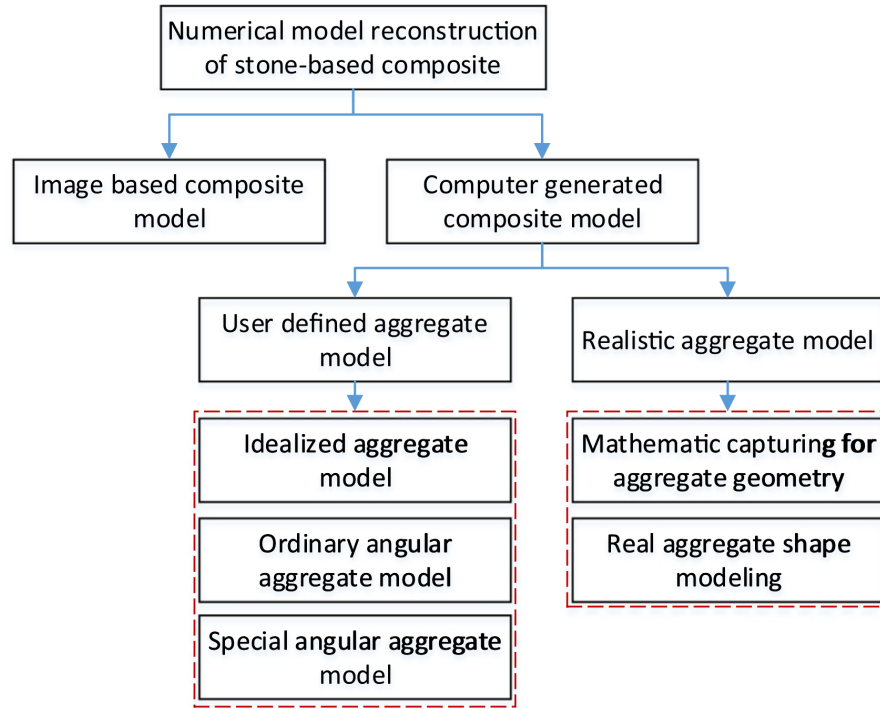 Numerical model reconstruction
of stone-based composite
Image based composite
model
Computer generated
composite model
User defined aggregate
model
Realistic aggregate model
Idealized aggregate
model
Ordinary angular
aggregate model
Special angular aggregate
model
Mathematic capturing for
aggregate geometry
Real aggregate shape
modeling